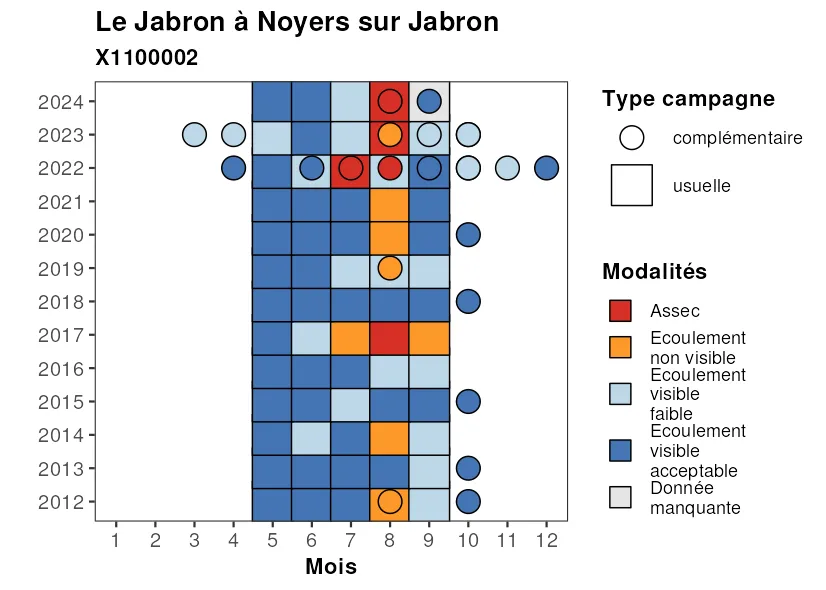 Le Jabron à Noyers sur Jabron
X1100002
2024
2023
2022
2021
2020
2019
2018
2017
2016
2015
2014
2013
2012
1 2 3 4 5 6 7 8 9 10 11 12
Mois
Type campagne
complémentaire
usuelle
Modalités
Assec
Ecoulement
non visible
Ecoulement
visible
faible
Ecoulement
visible
acceptable
Donnée
manquante